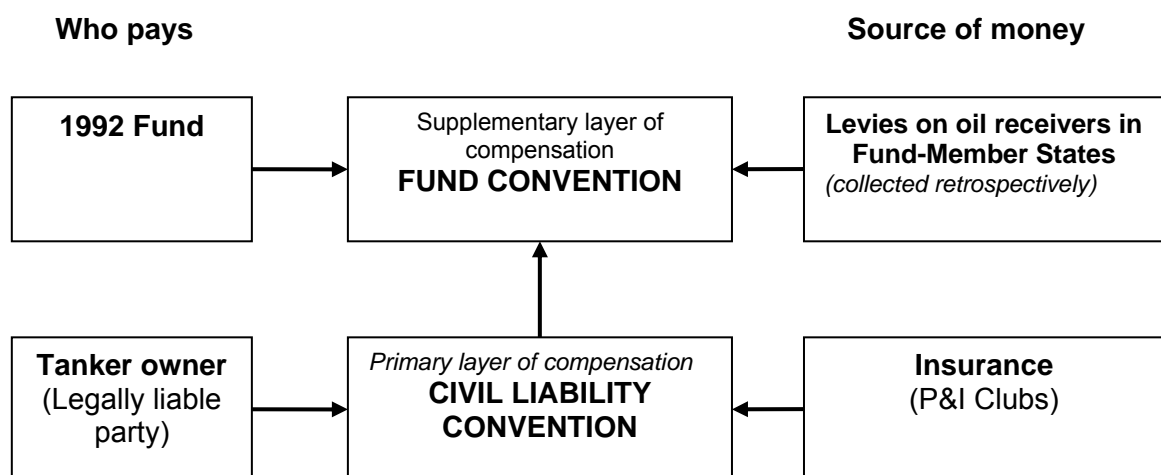 Who pays
Source of money
1992 Fund
Supplementary layer of
compensation
FUND CONVENTION
Levies on oil receivers in
Fund-Member States
(collected retrospectively)
Tanker owner
(Legally liable
party)
Primary layer of compensation
CIVIL LIABILITY
CONVENTION
Insurance
(P&I Clubs)